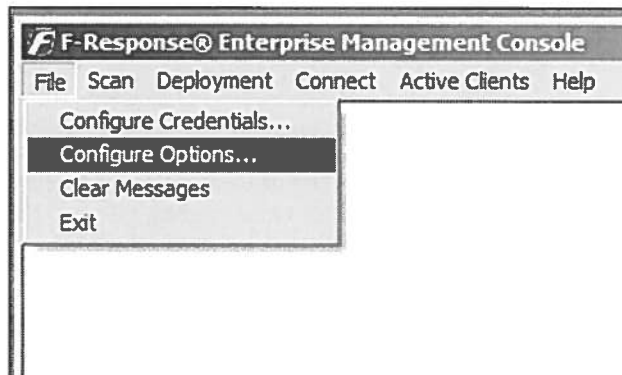 F-Response® Enterprise Management Console
File Scan Deployment Connect Active Clients Help
Configure Credentials...
Configure Options...
Clear Messages
Exit